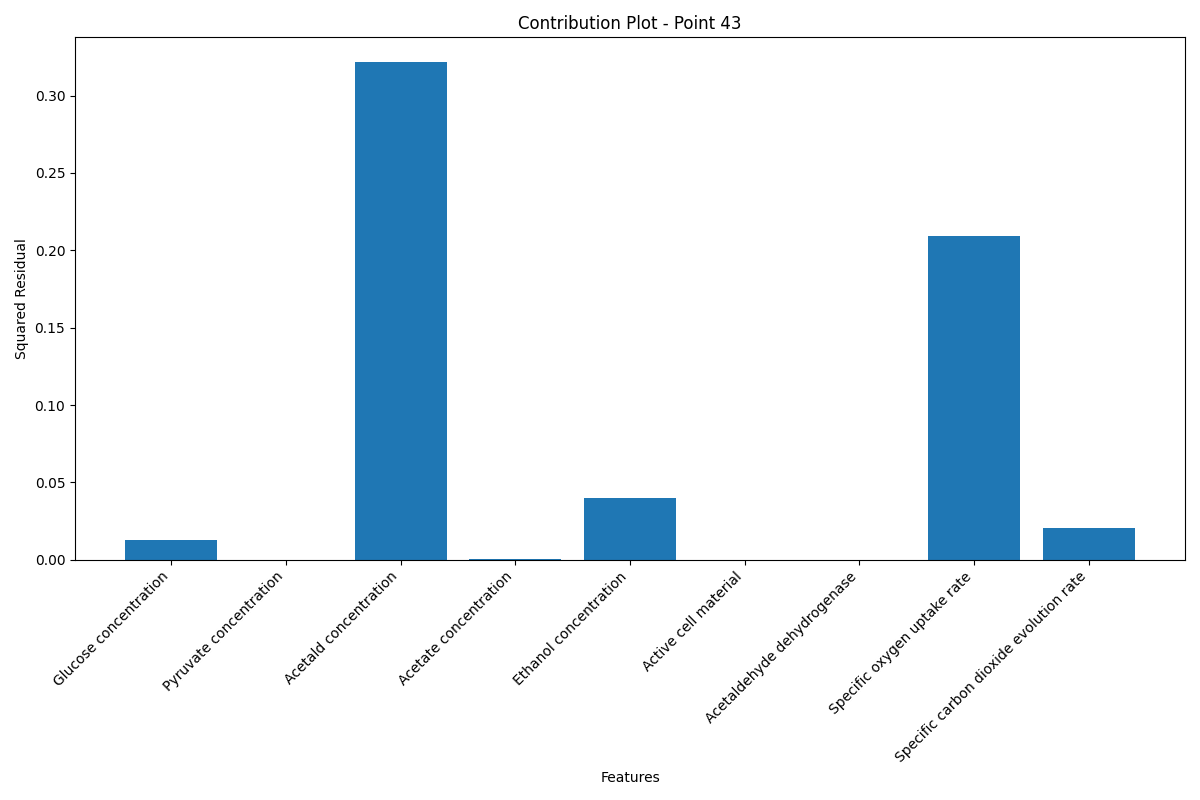 Contribution Plot - Point 43
Squared Residual
0.30
0.25
0.20
0.15
0.10
0.05
0.00
Glucose concentration
Pyruvate concentration
Acetald concentration
Acetate concentration
Ethanol concentration
Active cell material
Acetaldehyde dehydrogenase
Specific oxygen uptake rate
Specific carbon dioxide evolution rate
Features